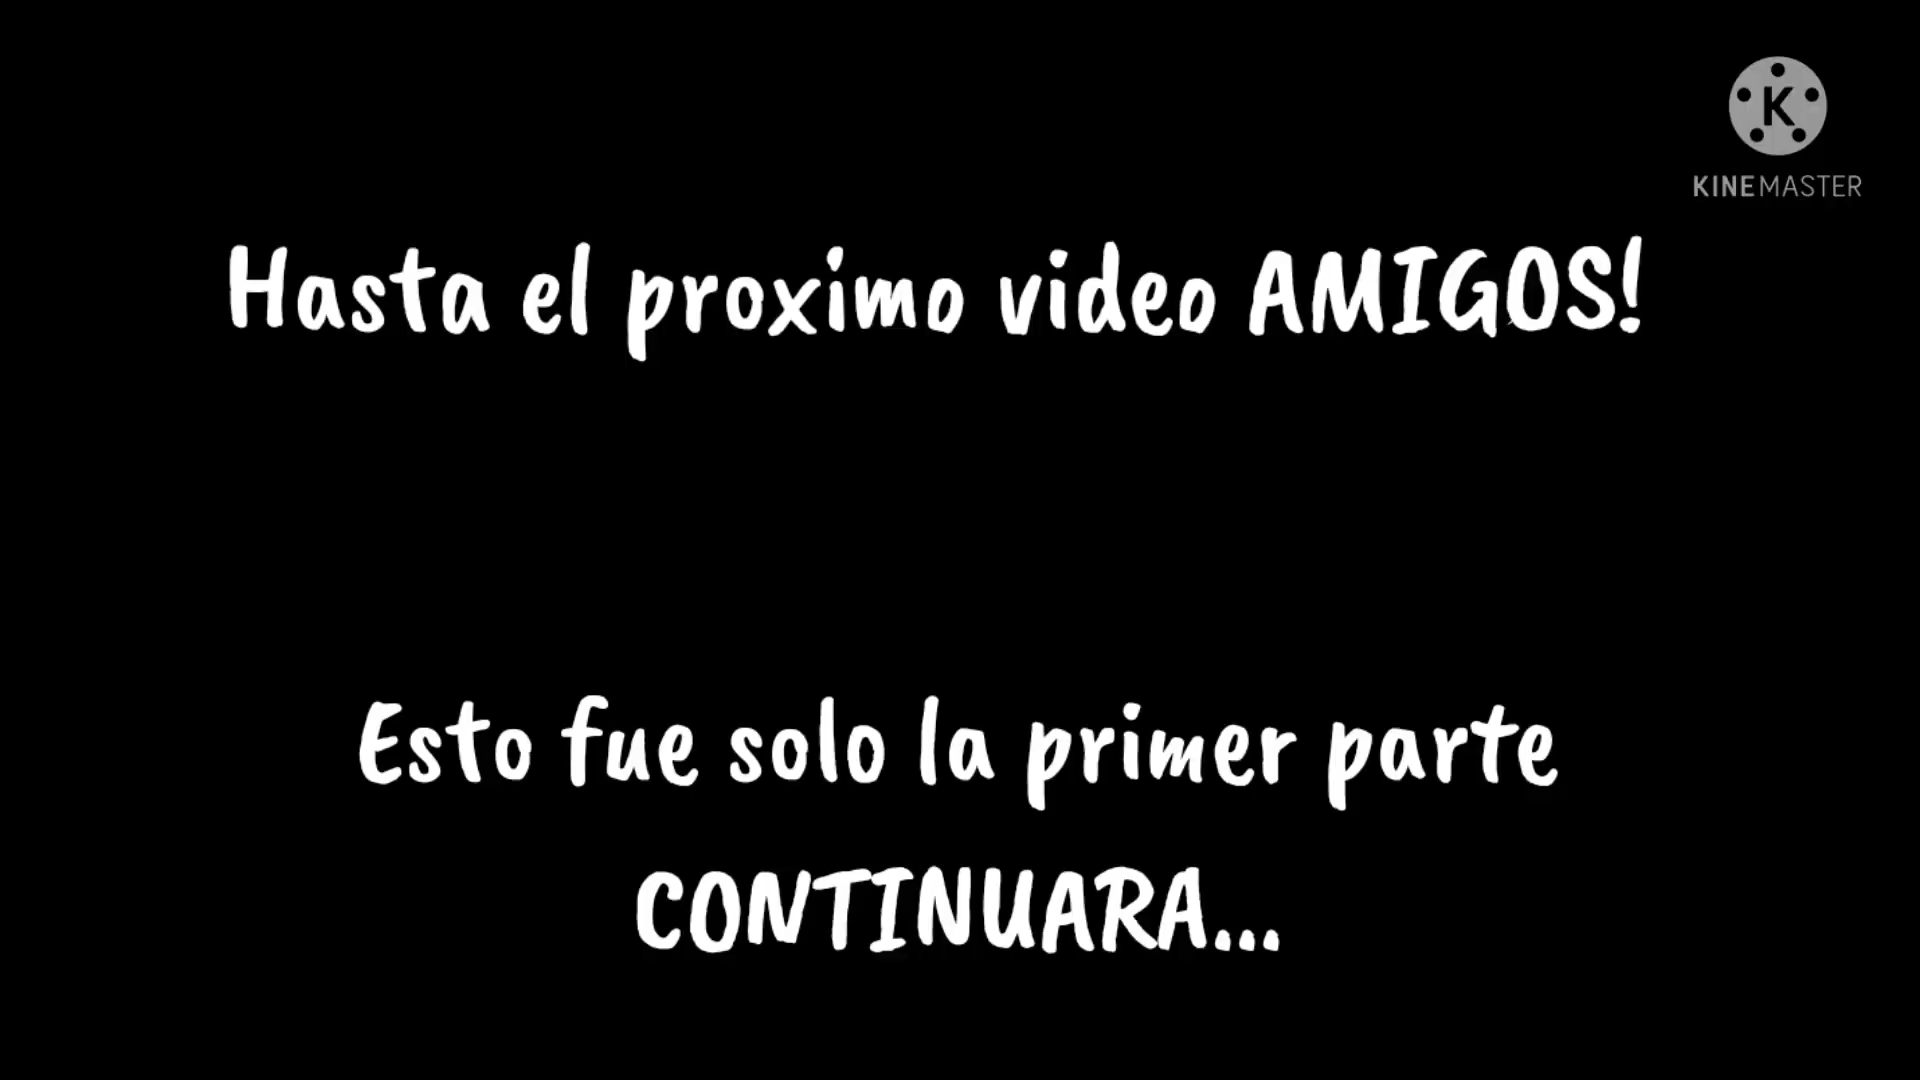 K
KINEMASTER
Hasta el proximo video AMIGOS!
Esto fue solo la primer parte
CONTINUARA...